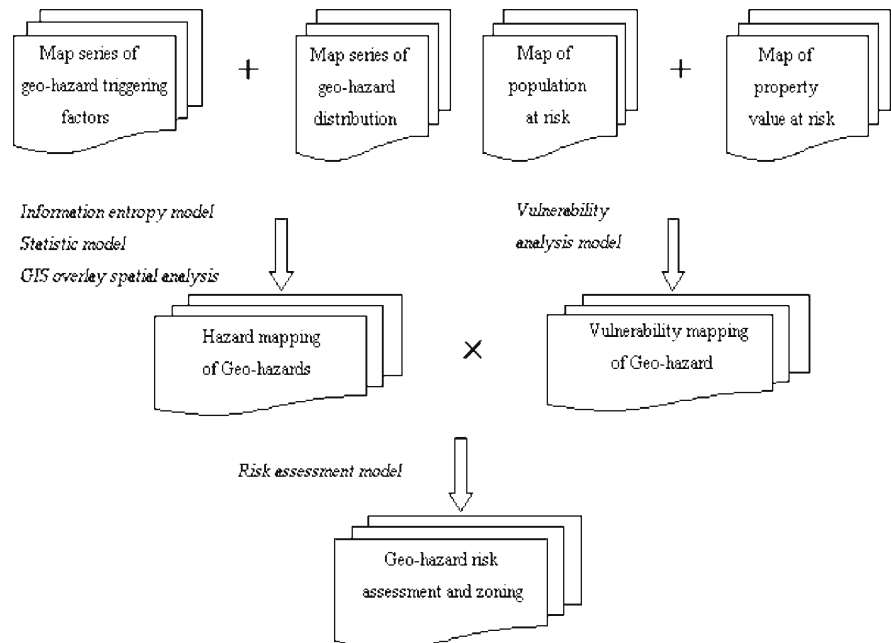 Map series of
geo-hazard triggering
factors
+
Map series of
geo-hazard
distribution
Map of
population
at risk
+
Map of
property
value at risk
Information entropy model
Statistic model
GIS overlay spatial analysis
Vulnerability
analysis model
Hazard mapping
of Geo-hazards
×
Vulnerability mapping
of Geo-hazard
Risk assessment model
Geo-hazard risk
assessment and zoning